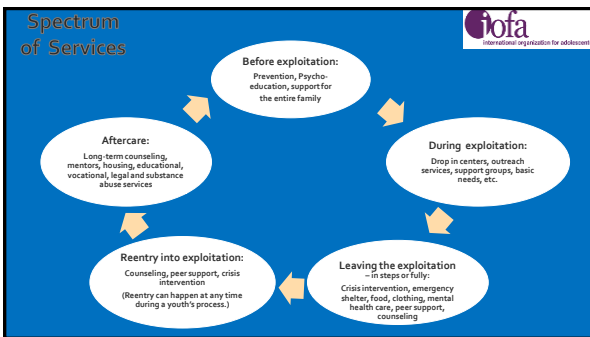 Spectrum
of Services
iofa
international organization for adolescents
Before exploitation:
Prevention, Psycho-
education, support for
the entire family
During exploitation:
Drop in centers, outreach
services, support groups, basic
needs, etc.
Leaving the exploitation
– in steps or fully:
Crisis intervention, emergency
shelter, food, clothing, mental
health care, peer support,
counseling
Reentry into exploitation:
Counseling, peer support, crisis
intervention
(Reentry can happen at any time
during a youth's process.)
Aftercare:
Long-term counseling,
mentors, housing, educational,
vocational, legal and substance
abuse services